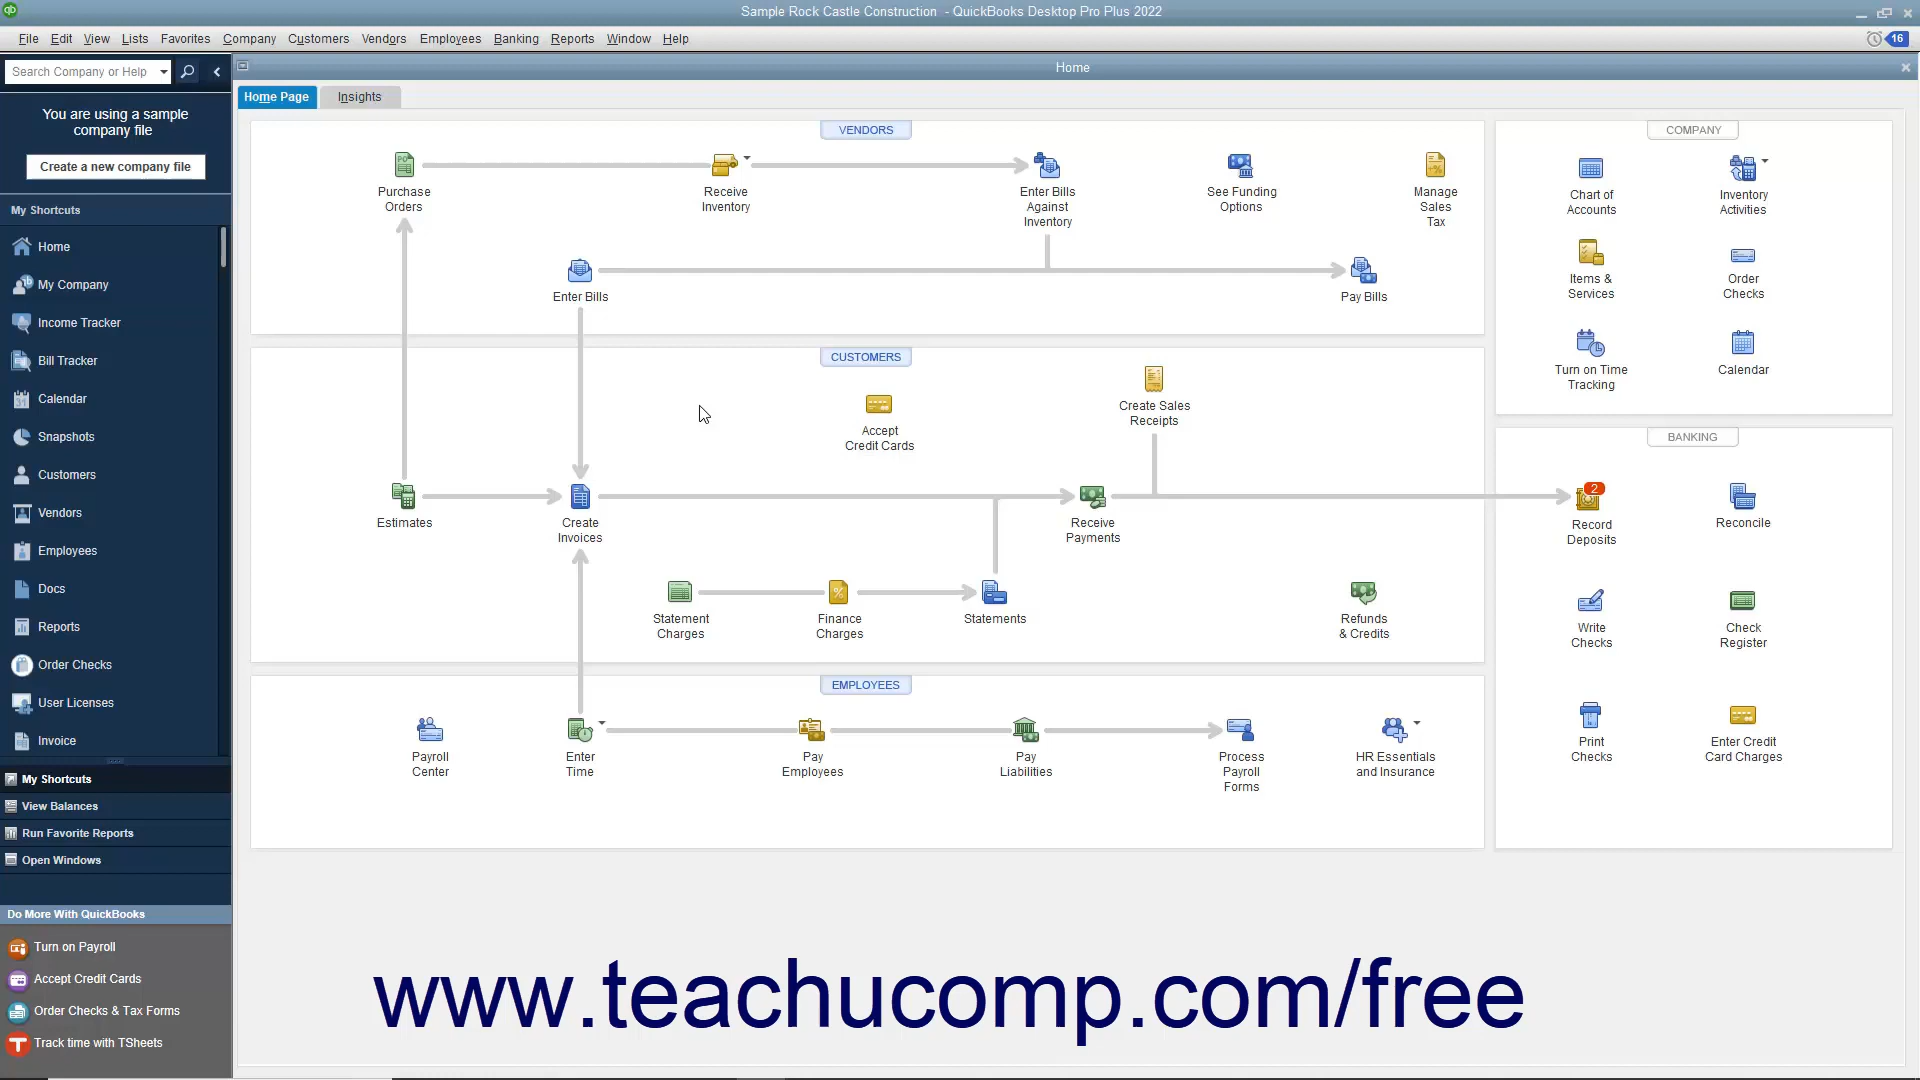 Sample Rock Castle Construction - QuickBooks Desktop Pro Plus 2022
File Edit View Lists Favorites Company Customers Vendors Employees Banking Reports Window Help
16
Search Company or Help
Home
You are using a sample
company file
Create a new company file
My Shortcuts
Home
My Company
Income Tracker
Bill Tracker
Calendar
Snapshots
Customers
Vendors
Employees
Docs
Reports
Order Checks
User Licenses
Invoice
My Shortcuts
View Balances
Run Favorite Reports
Open Windows
Do More With QuickBooks
Turn on Payroll
Accept Credit Cards
Order Checks & Tax Forms
Track time with TSheets
Home Page
Insights
VENDORS
Purchase
Orders
Receive
Inventory
Enter Bills
Against
Inventory
See Funding
Options
Manage
Sales
Tax
Enter Bills
Pay Bills
CUSTOMERS
Accept
Credit Cards
Create Sales
Receipts
Estimates
Create
Invoices
Receive
Payments
Statement
Charges
Finance
Charges
Statements
Refunds
& Credits
EMPLOYEES
Payroll
Center
Enter
Time
Pay
Employees
Pay
Liabilities
Process
Payroll
Forms
HR Essentials
and Insurance
COMPANY
Chart of
Accounts
Inventory
Activities
Items &
Services
Order
Checks
Turn on Time
Tracking
Calendar
BANKING
2
Record
Deposits
Reconcile
Write
Checks
Check
Register
Print
Checks
Enter Credit
Card Charges
www.teachucomp.com/free